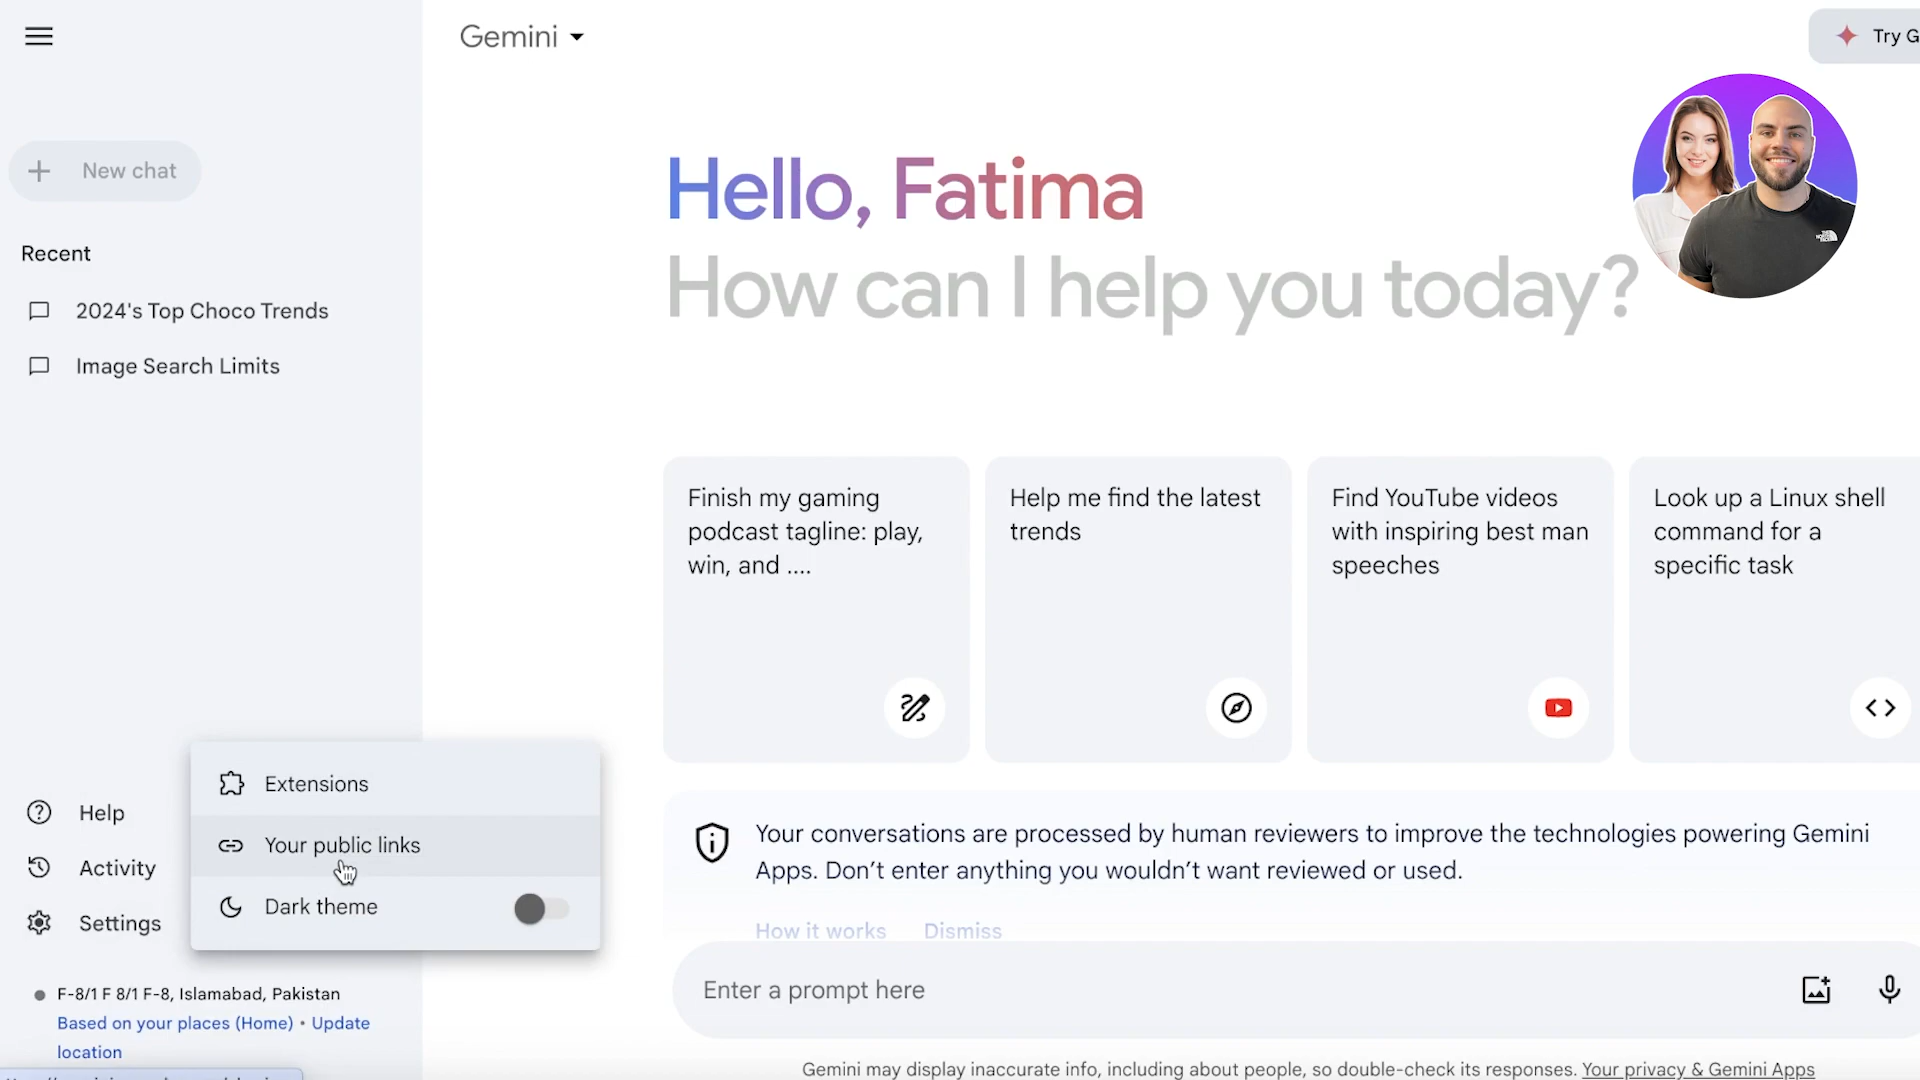 Gemini
Try G
New chat
Hello, Fatima
How can I help you today?
Recent
2024's Top Choco Trends
Image Search Limits
Finish my gaming
podcast tagline: play,
win, and ....
Help me find the latest
trends
Find YouTube videos
with inspiring best man
speeches
Look up a Linux shell
command for a
specific task
Extensions
Your public links
Dark theme
Help
Activity
Settings
Your conversations are processed by human reviewers to improve the technologies powering Gemini
Apps. Don’t enter anything you wouldn’t want reviewed or used.
How it works Dismiss
Enter a prompt here
F-8/1 F 8/1 F-8, Islamabad, Pakistan
Based on your places (Home) • Update
location
Gemini may display inaccurate info, including about people, so double-check its responses. Your privacy & Gemini Apps